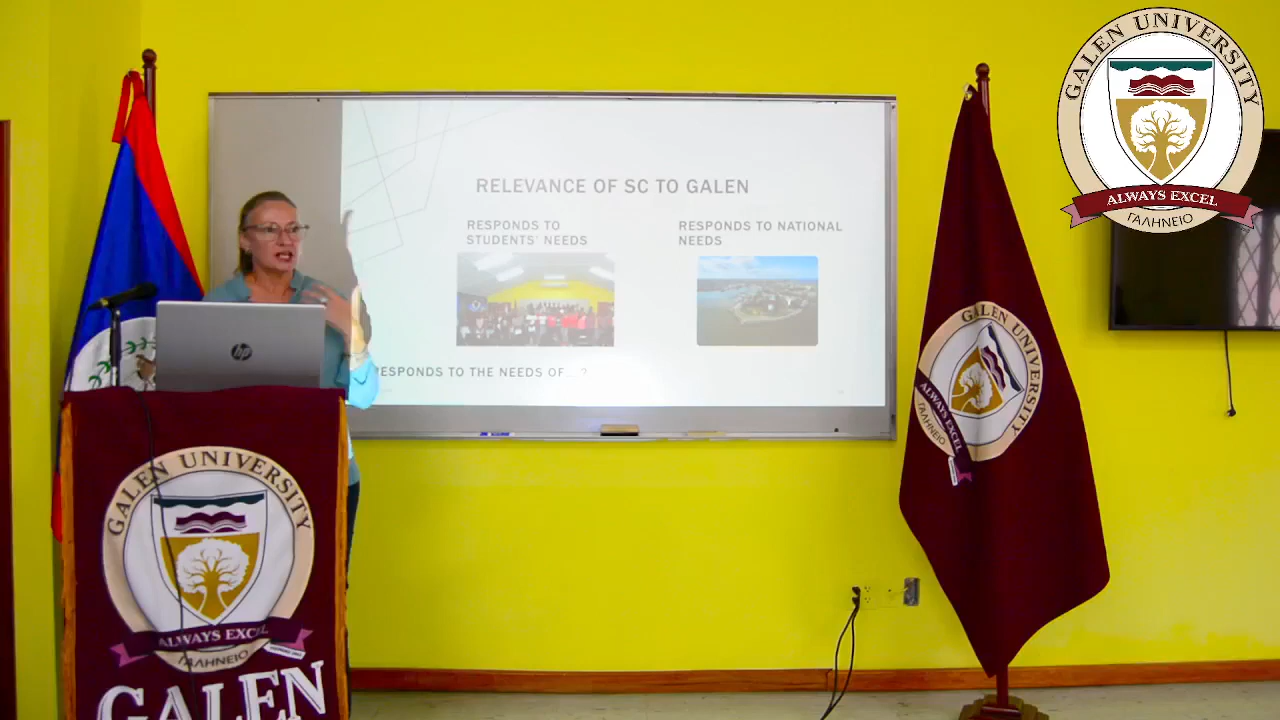 GALEN UNIVERSITY
ALWAYS EXCEL
ΓΑΛΗΝΕΙΟ
RELEVANCE OF SC TO GALEN
RESPONDS TO
STUDENTS' NEEDS
RESPONDS TO NATIONAL
NEEDS
RESPONDS TO THE NEEDS OF... ?
hp
GALEN UNIVERSITY
ALWAYS EXCEL
ΓΑΛΗΝΕΙΟ
GALEN UNIVERSITY
ALWAYS EXCEL
ΓΑΛΗΝΕΙΟ
GALEN